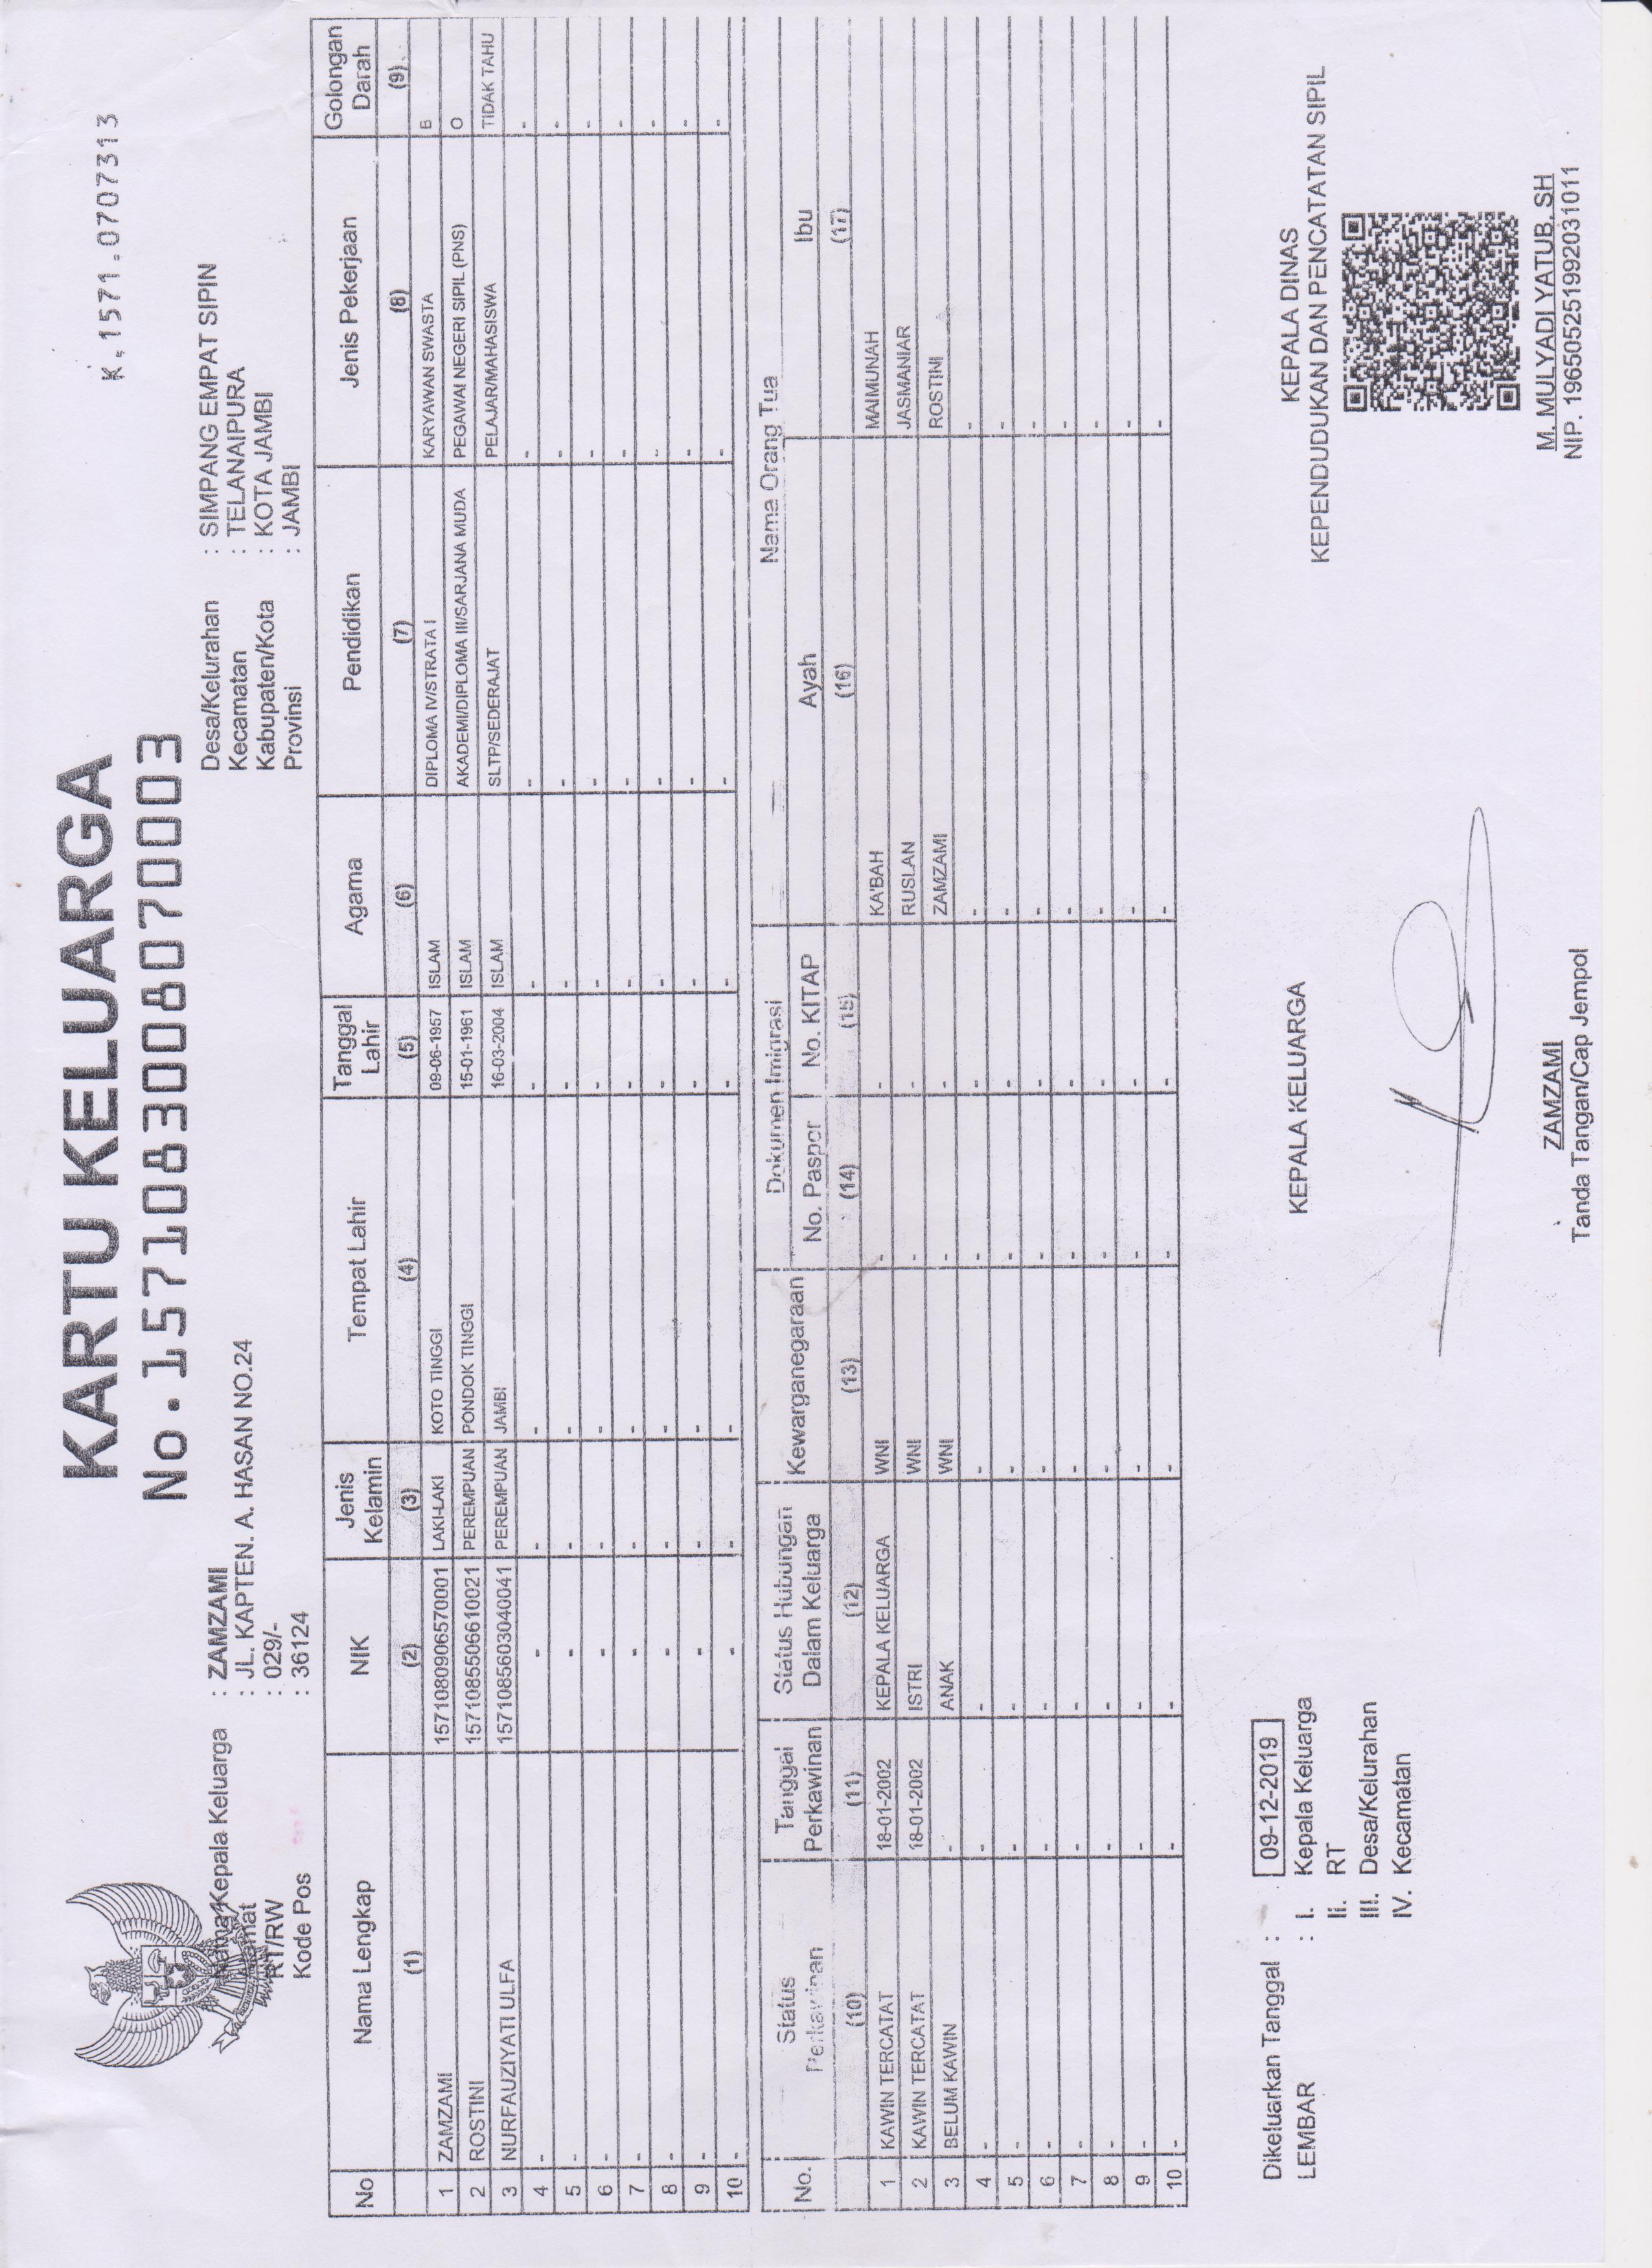 KARTU KELUARGA
No.1571083008070003
K.1571.0707313
Nama Kepala Keluarga : ZAMZAMI
Alamat : JL. KAPTEN. A. HASAN NO.24
RT/RW : 029/-
Kode Pos : 36124
Desa/Kelurahan : SIMPANG EMPAT SIPIN
Kecamatan : TELANAIPURA
Kabupaten/Kota : KOTA JAMBI
Provinsi : JAMBI
No Nama Lengkap NIK Jenis Kelamin Tempat Lahir Tanggal Lahir Agama Pendidikan Jenis Pekerjaan Golongan Darah
(1) (2) (3) (4) (5) (6) (7) (8) (9)
1 ZAMZAMI 1571080906570001 LAKI-LAKI KOTO TINGGI 09-06-1957 ISLAM DIPLOMA IV/STRATA I KARYAWAN SWASTA B
2 ROSTINI 1571085506610021 PEREMPUAN PONDOK TINGGI 15-01-1961 ISLAM AKADEMI/DIPLOMA III/SARJANA MUDA PEGAWAI NEGERI SIPIL (PNS) O
3 NURFAUZIYATI ULFA 1571085603040041 PEREMPUAN JAMBI 16-03-2004 ISLAM SLTP/SEDERAJAT PELAJAR/MAHASISWA TIDAK TAHU
4 - - - - - - - - -
5 - - - - - - - - -
6 - - - - - - - - -
7 - - - - - - - - -
8 - - - - - - - - -
9 - - - - - - - - -
10 - - - - - - - - -
No. Status Perkawinan Tanggal Perkawinan Status Hubungan Dalam Keluarga Kewarganegaraan Dokumen Imigrasi Nama Orang Tua
No. Paspor No. KITAP Ayah Ibu
(10) (11) (12) (13) (14) (15) (16) (17)
1 KAWIN TERCATAT 18-01-2002 KEPALA KELUARGA WNI - - KA'BAH MAIMUNAH
2 KAWIN TERCATAT 18-01-2002 ISTRI WNI - - RUSLAN JASMANIAR
3 BELUM KAWIN - ANAK WNI - - ZAMZAMI ROSTINI
4 - - - - - - - -
5 - - - - - - - -
6 - - - - - - - -
7 - - - - - - - -
8 - - - - - - - -
9 - - - - - - - -
10 - - - - - - - -
Dikeluarkan Tanggal : 09-12-2019
LEMBAR : I. Kepala Keluarga
Ii. RT
III. Desa/Kelurahan
IV. Kecamatan
KEPALA KELUARGA
ZAMZAMI
Tanda Tangan/Cap Jempol
KEPALA DINAS
KEPENDUDUKAN DAN PENCATATAN SIPIL
M. MULYADI YATUB, SH
NIP. 196505251992031011